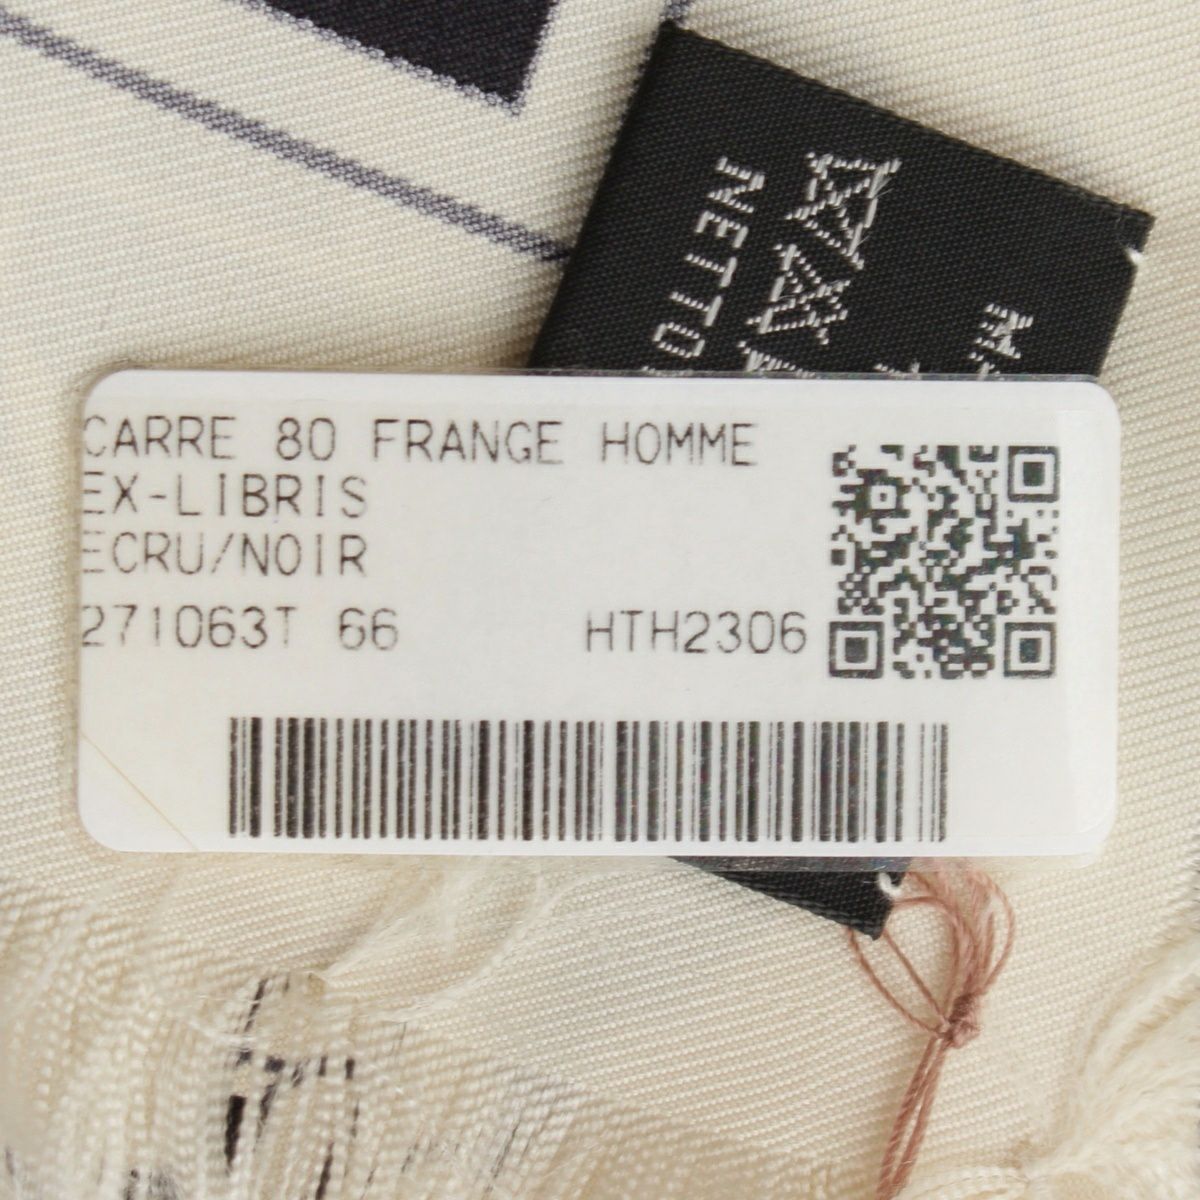 CARRE 80 FRANGE HOMME
EX-LIBRIS
ECRU/NOIR
271063T 66 HTH2306